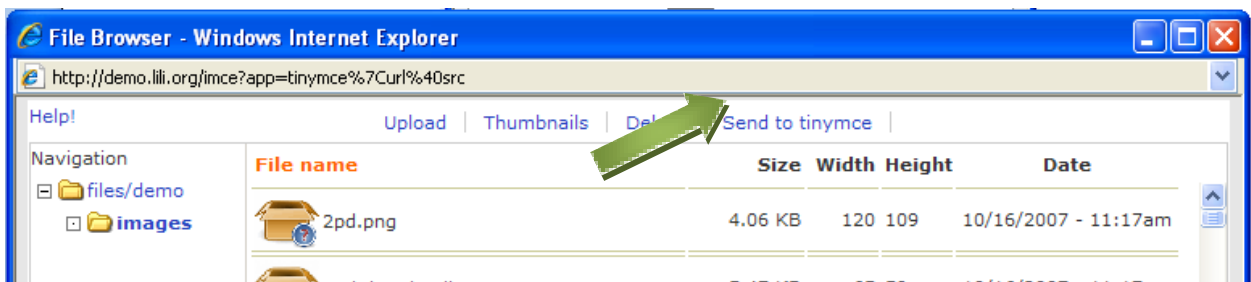 File Browser - Windows Internet Explorer
http://demo.lili.org/imce?app=tinymce%7Curl%40src
Help!
Upload | Thumbnails | Send to tinymce |
Navigation
File name Size Width Height Date
files/demo
images
2pd.png 4.06 KB 120 109 10/16/2007 - 11:17am